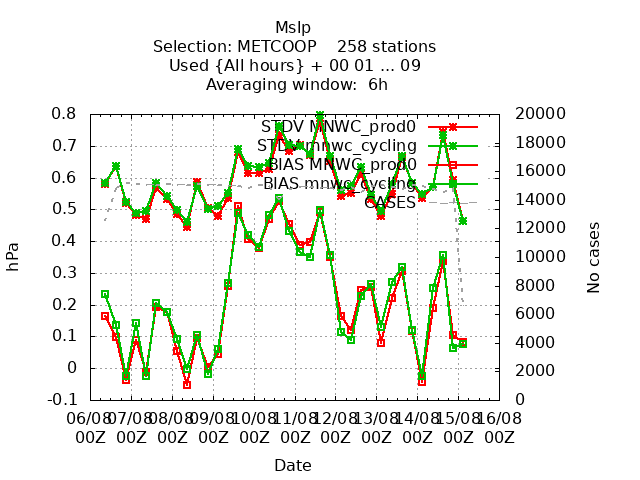 Mslp
Selection: METCOOP    258 stations
Used {All hours} + 00 01 ... 09
Averaging window:  6h
STDV MNWC_prod0
STDV mnwc_cycling
BIAS MNWC_prod0
BIAS mnwc_cycling
CASES
hPa
0.8
0.7
0.6
0.5
0.4
0.3
0.2
0.1
0
-0.1
No cases
20000
18000
16000
14000
12000
10000
8000
6000
4000
2000
0
06/08 07/08 08/08 09/08 10/08 11/08 12/08 13/08 14/08 15/08 16/08
00Z 00Z 00Z 00Z 00Z 00Z 00Z 00Z 00Z 00Z 00Z
Date